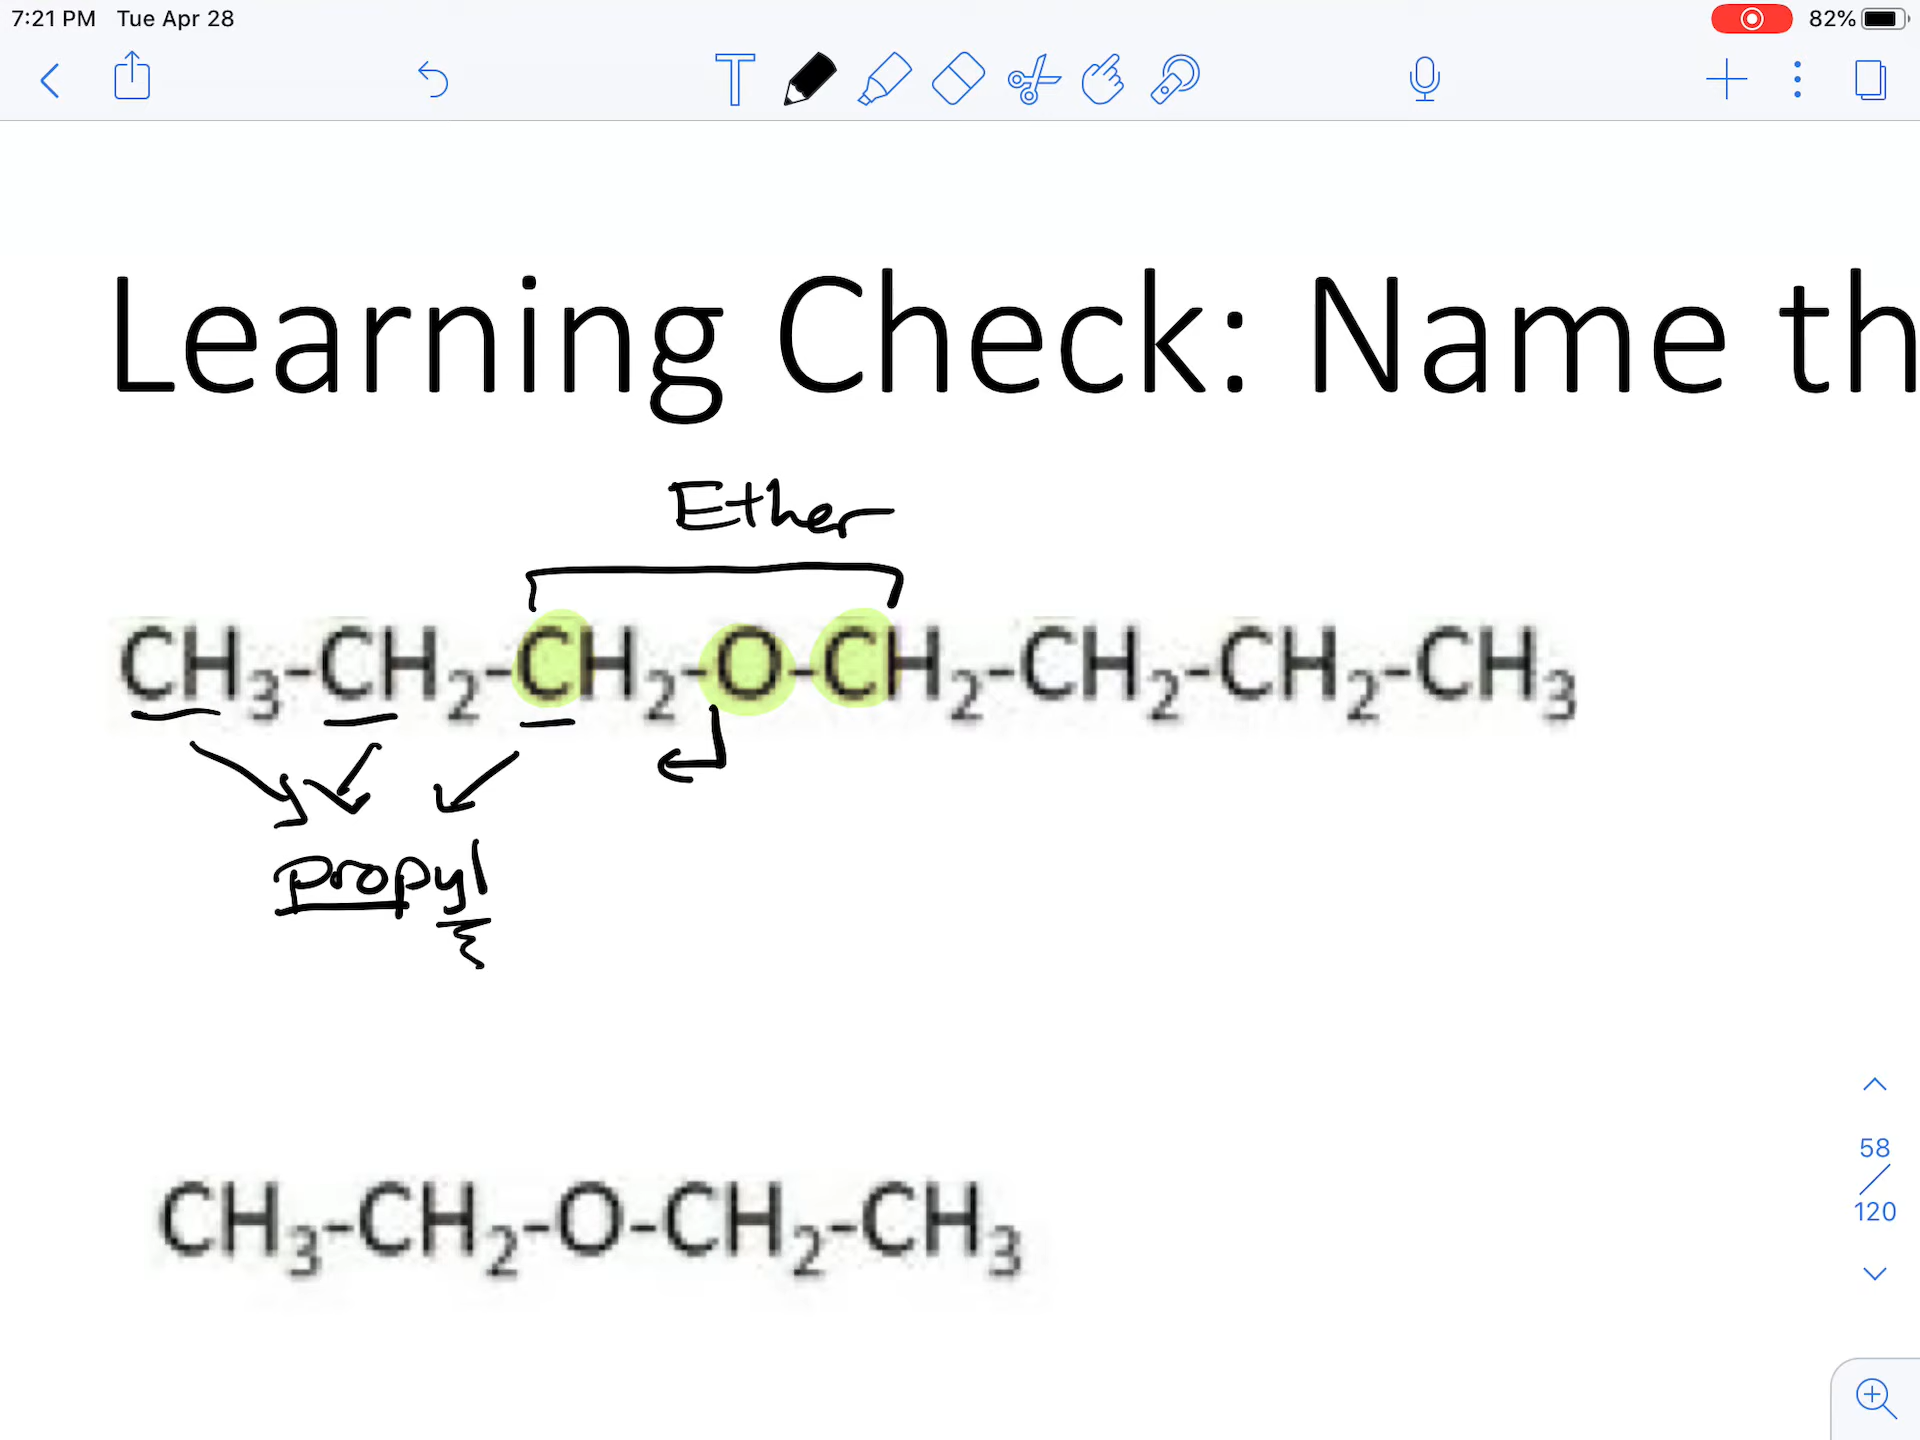 7:21 PM Tue Apr 28 82%
T
Learning Check: Name th
Ether
CH₃-CH₂-CH₂-O-CH₂-CH₂-CH₂-CH₃
propyl
58
120
CH₃-CH₂-O-CH₂-CH₃